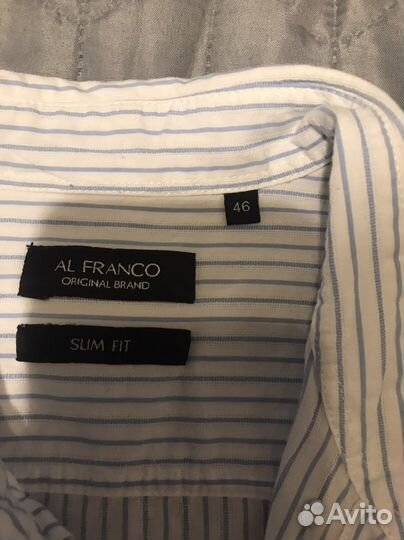 46
AL FRANCO
ORIGINAL BRAND
SLIM FIT
Avito